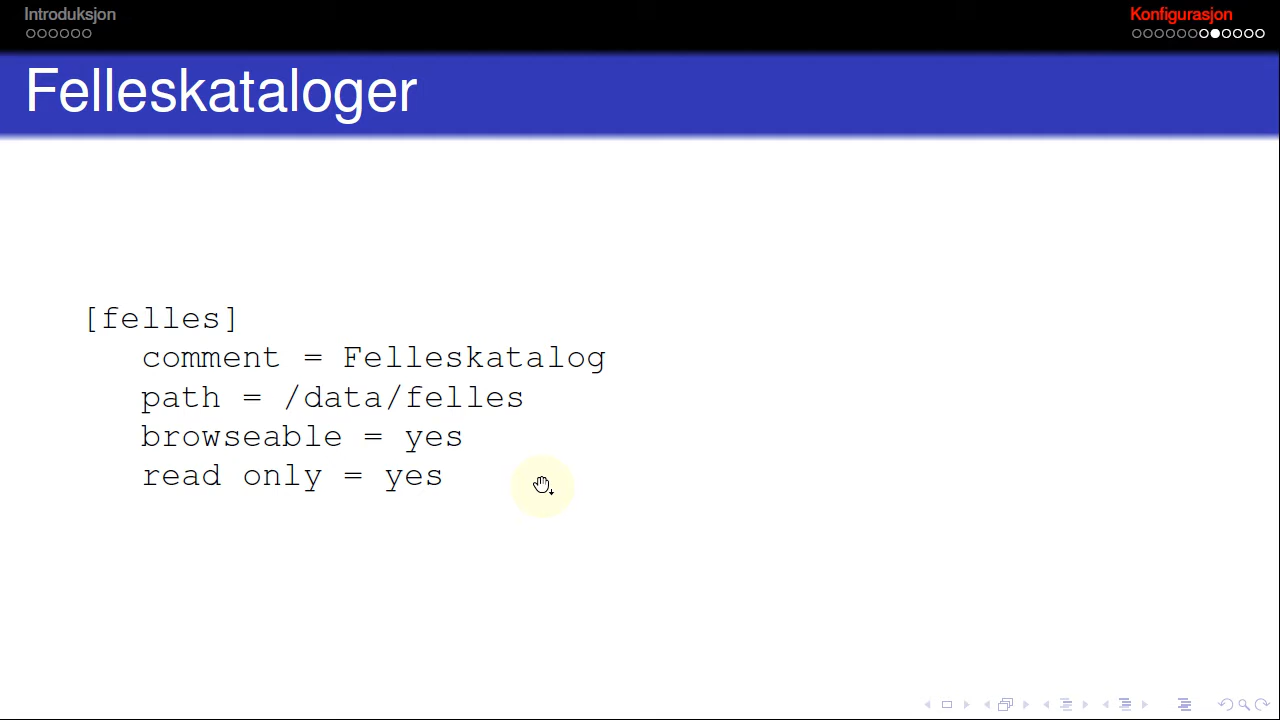 Introduksjon
Konfigurasjon
Felleskataloger
[felles]
comment = Felleskatalog
path = /data/felles
browseable = yes
read only = yes